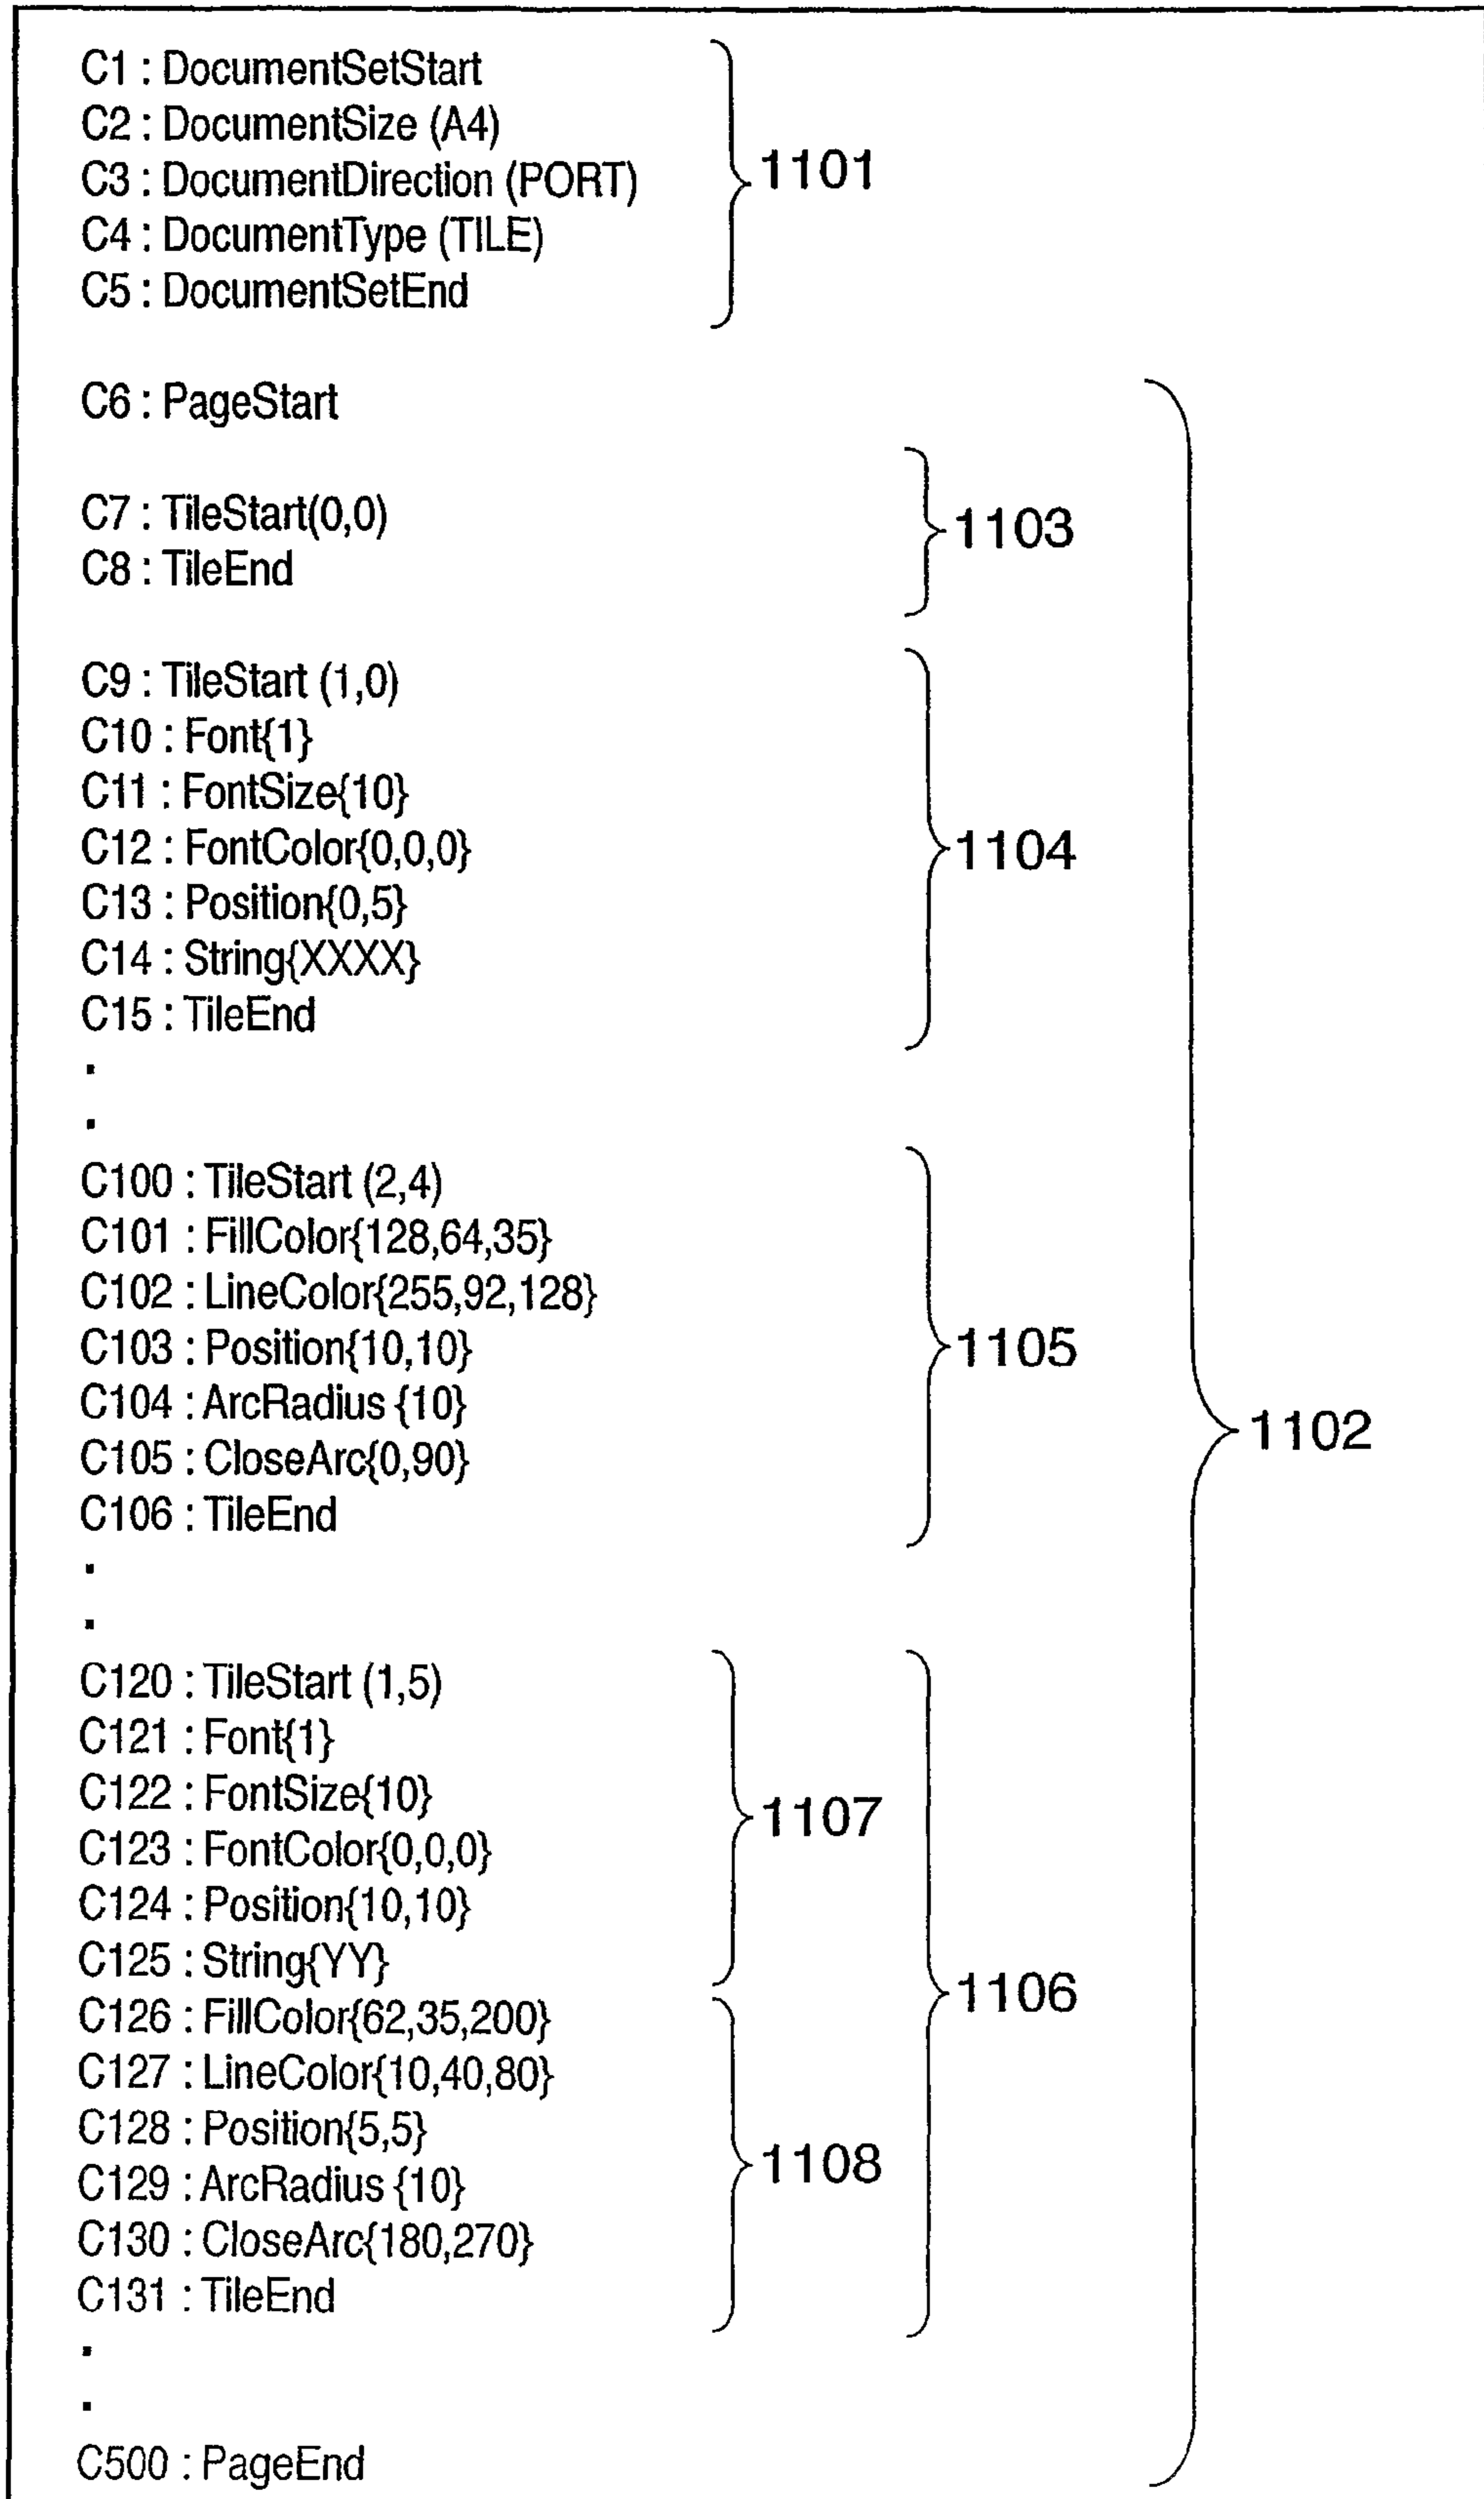 C1 : DocumentSetStart
C2 : DocumentSize (A4)
C3 : DocumentDirection (PORT)
C4 : DocumentType (TILE)
C5 : DocumentSetEnd
1101
C6 : PageStart
C7 : TileStart(0,0)
C8 : TileEnd
1103
C9 : TileStart (1,0)
C10 : Font{1}
C11 : FontSize{10}
C12 : FontColor{0,0,0}
C13 : Position{0,5}
C14 : String{XXXX}
C15 : TileEnd
1104
.
.
C100 : TileStart (2,4)
C101 : FillColor{128,64,35}
C102 : LineColor{255,92,128}
C103 : Position{10,10}
C104 : ArcRadius {10}
C105 : CloseArc{0,90}
C106 : TileEnd
1105
1102
.
.
C120 : TileStart (1,5)
C121 : Font{1}
C122 : FontSize{10}
C123 : FontColor{0,0,0}
C124 : Position{10,10}
C125 : String{YY}
1107
C126 : FillColor{62,35,200}
C127 : LineColor{10,40,80}
C128 : Position{5,5}
C129 : ArcRadius {10}
C130 : CloseArc{180,270}
C131 : TileEnd
1108
1106
.
.
C500 : PageEnd